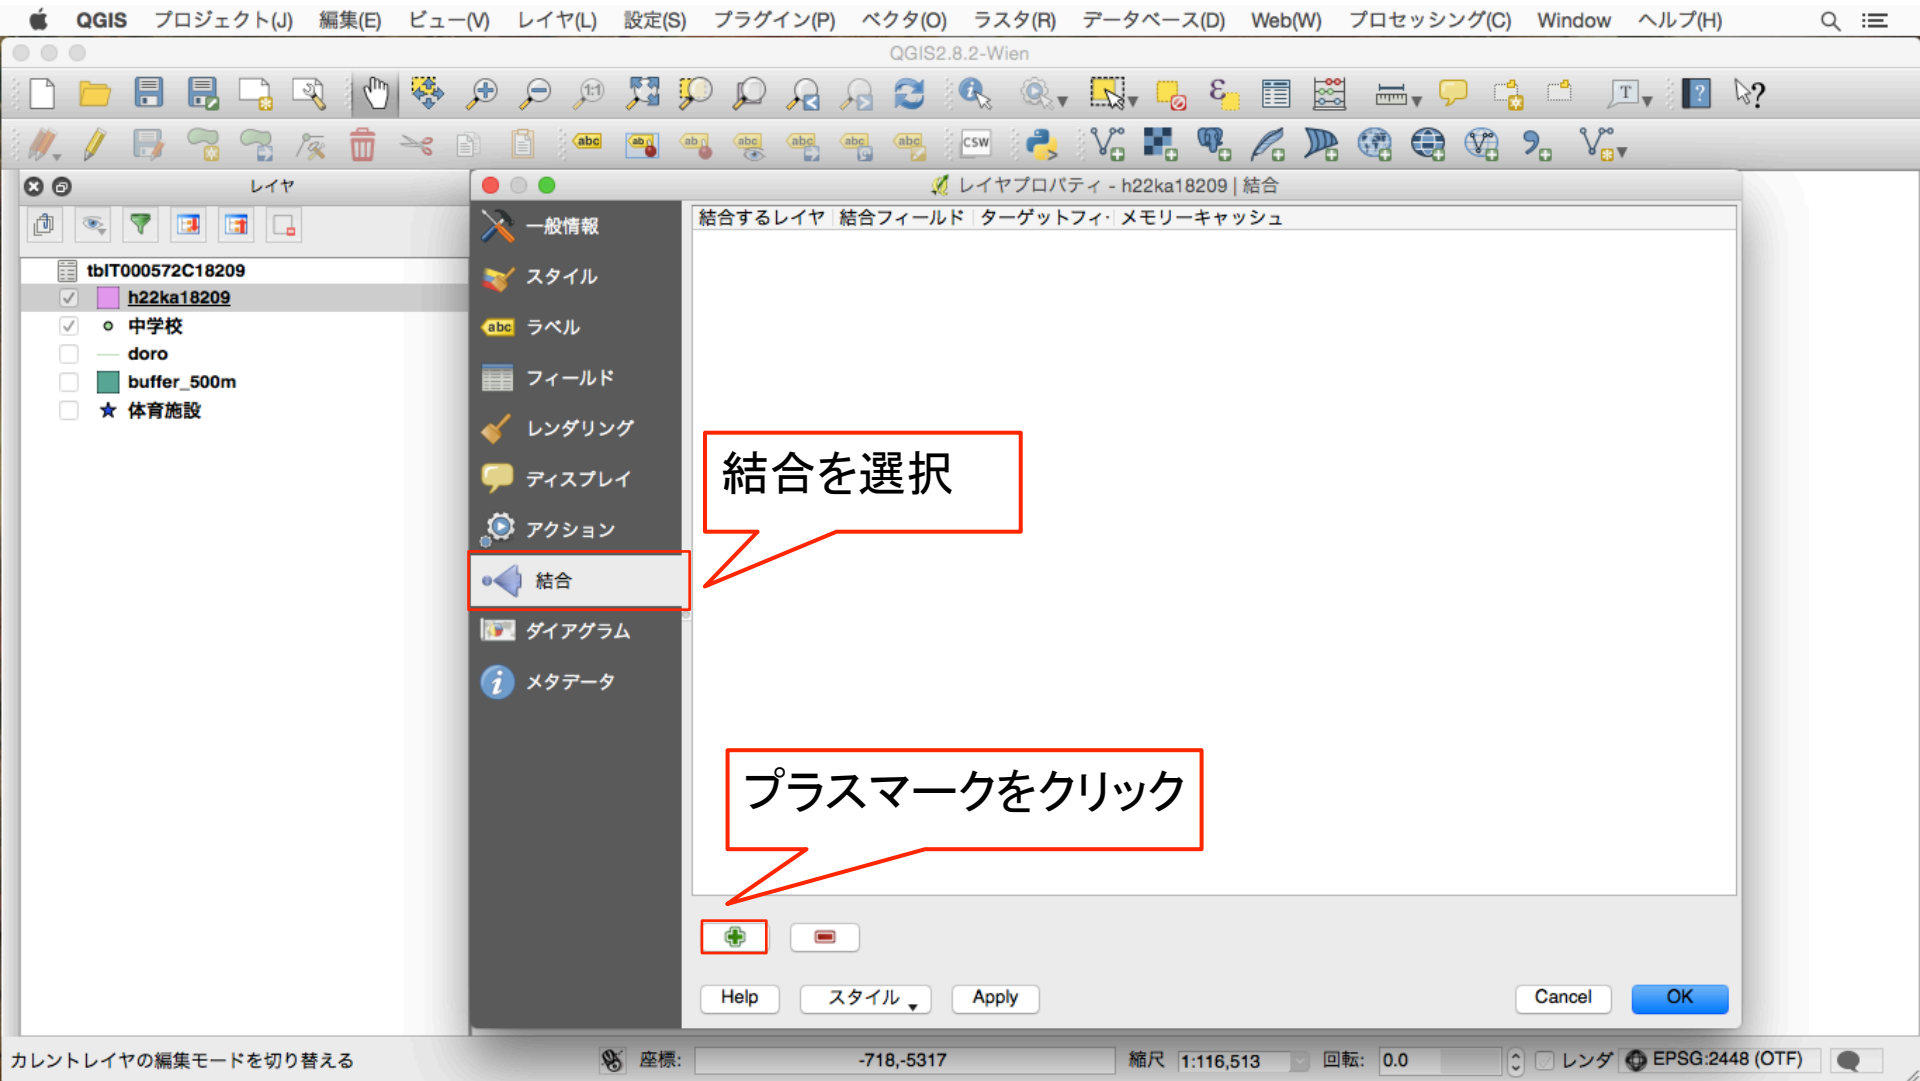 QGIS プロジェクト(J) 編集(E) ビュー(V) レイヤ(L) 設定(S) プラグイン(P) ベクタ(O) ラスタ(R) データベース(D) Web(W) プロセッシング(C) Window ヘルプ(H)
QGIS2.8.2-Wien
1:1
T
?
?
abc
ab
ab
abc
abc
abc
abc
CSW
レイヤ
tblT000572C18209
h22ka18209
中学校
doro
buffer_500m
体育施設
レイヤプロパティ - h22ka18209 | 結合
一般情報
スタイル
abc ラベル
フィールド
レンダリング
ディスプレイ
アクション
結合
ダイアグラム
メタデータ
結合するレイヤ 結合フィールド ターゲットフィ· メモリーキャッシュ
結合を選択
プラスマークをクリック
Help スタイル Apply Cancel OK
カレントレイヤの編集モードを切り替える 座標: -718,-5317 縮尺 1:116,513 回転: 0.0 レンダ EPSG:2448 (OTF)